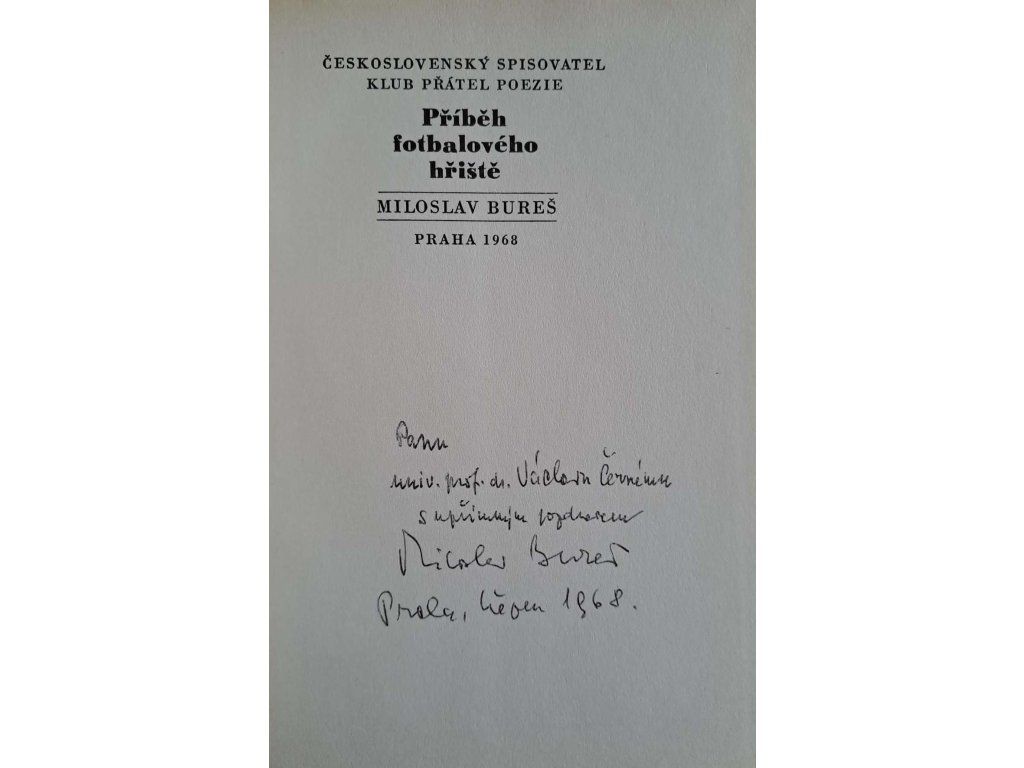 ČESKOSLOVENSKÝ SPISOVATEL
KLUB PŘÁTEL POEZIE
Příběh
fotbalového
hřiště
MILOSLAV BUREŠ
PRAHA 1968
Panu
univ. prof. dr. Václavu Černému
s upřímným pozdravem
Miloslav Bureš
Praha, červen 1968.